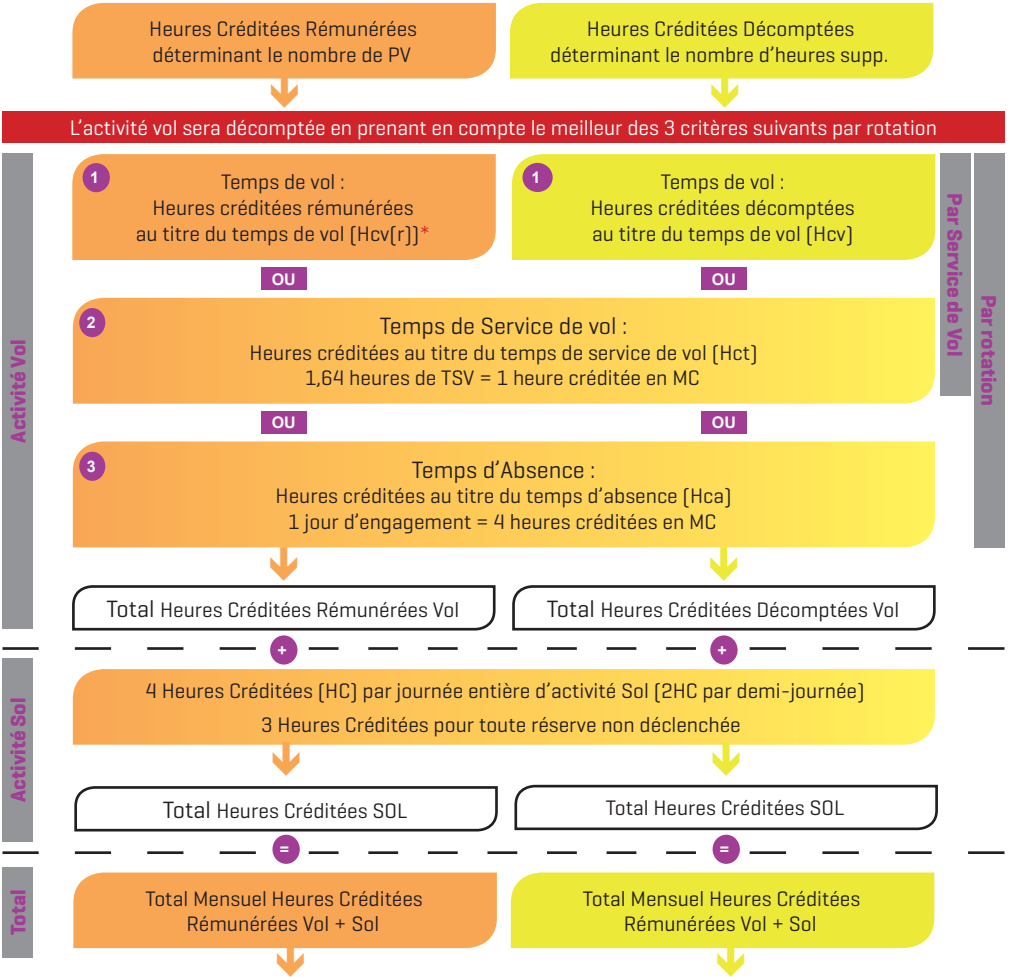 Heures Créditées Rémunérées
déterminant le nombre de PV
Heures Créditées Décomptées
déterminant le nombre d'heures supp.
L'activité vol sera décomptée en prenant en compte le meilleur des 3 critères suivants par rotation
Activité Vol
1
Temps de vol :
Heures créditées rémunérées
au titre du temps de vol (Hcv(r))*
1
Temps de vol :
Heures créditées décomptées
au titre du temps de vol (Hcv)
Par Service de Vol
Par rotation
OU
OU
2
Temps de Service de vol :
Heures créditées au titre du temps de service de vol (Hct)
1,64 heures de TSV = 1 heure créditée en MC
OU
OU
3
Temps d'Absence :
Heures créditées au titre du temps d'absence (Hca)
1 jour d'engagement = 4 heures créditées en MC
Total Heures Créditées Rémunérées Vol
Total Heures Créditées Décomptées Vol
+
+
Activité Sol
4 Heures Créditées (HC) par journée entière d'activité Sol (2HC par demi-journée)
3 Heures Créditées pour toute réserve non déclenchée
Total Heures Créditées SOL
Total Heures Créditées SOL
=
=
Total
Total Mensuel Heures Créditées
Rémunérées Vol + Sol
Total Mensuel Heures Créditées
Rémunérées Vol + Sol